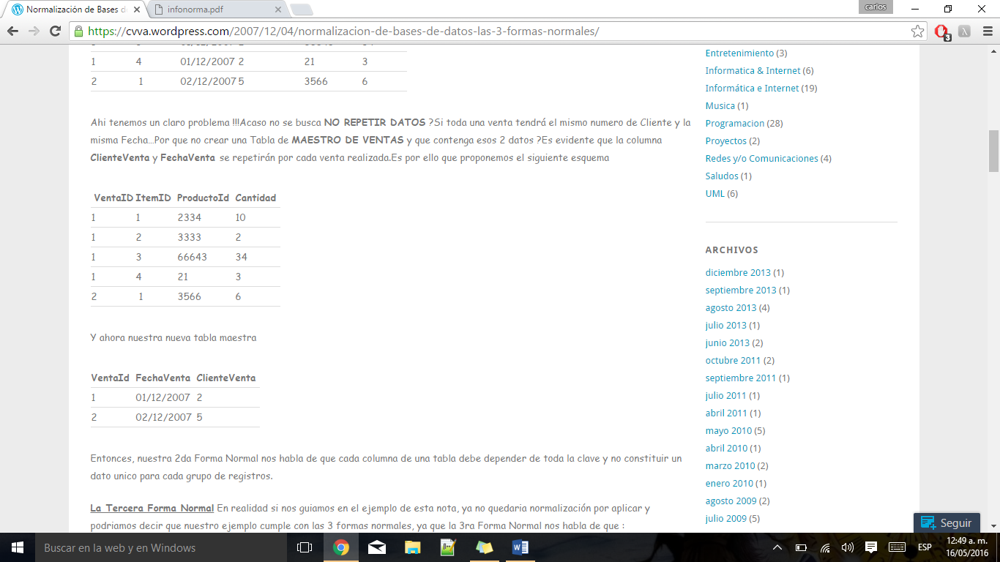 Normalización de Bases d
infonorma.pdf
carlos
https://cvva.wordpress.com/2007/12/04/normalizacion-de-bases-de-datos-las-3-formas-normales/
3
1 4 01/12/2007 2 21 3
2 1 02/12/2007 5 3566 6
Ahi tenemos un claro problema !!!Acaso no se busca NO REPETIR DATOS ?Si toda una venta tendrá el mismo numero de Cliente y la
misma Fecha...Por que no crear una Tabla de MAESTRO DE VENTAS y que contenga esos 2 datos ?Es evidente que la columna
ClienteVenta y FechaVenta se repetirán por cada venta realizada.Es por ello que proponemos el siguiente esquema
VentaID ItemID ProductoId Cantidad
1 1 2334 10
1 2 3333 2
1 3 66643 34
1 4 21 3
2 1 3566 6
Y ahora nuestra nueva tabla maestra
VentaId FechaVenta ClienteVenta
1 01/12/2007 2
2 02/12/2007 5
Entonces, nuestra 2da Forma Normal nos habla de que cada columna de una tabla debe depender de toda la clave y no constituir un
dato unico para cada grupo de registros.
La Tercera Forma Normal En realidad si nos guiamos en el ejemplo de esta nota, ya no quedaria normalización por aplicar y
podriamos decir que nuestro ejemplo cumple con las 3 formas normales, ya que la 3ra Forma Normal nos habla de que :
Entretenimiento (3)
Informatica & Internet (6)
Informática e Internet (19)
Musica (1)
Programacion (28)
Proyectos (2)
Redes y/o Comunicaciones (4)
Saludos (1)
UML (6)
ARCHIVOS
diciembre 2013 (1)
septiembre 2013 (1)
agosto 2013 (4)
julio 2013 (1)
junio 2013 (2)
octubre 2011 (2)
septiembre 2011 (1)
julio 2011 (1)
abril 2011 (1)
mayo 2010 (5)
abril 2010 (1)
marzo 2010 (2)
enero 2010 (1)
agosto 2009 (2)
julio 2009 (5)
Seguir
Buscar en la web y en Windows
ESP
12:49 a. m.
16/05/2016